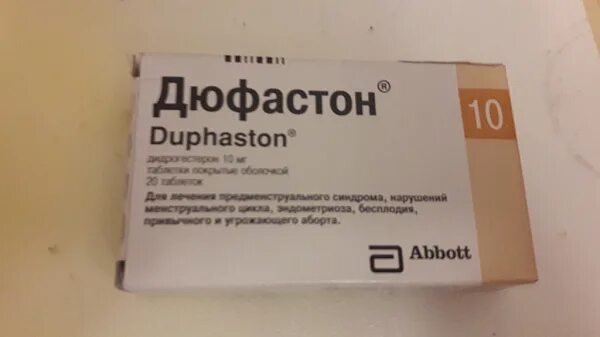 Дюфастон®
Duphaston®
дидрогестерон 10 мг
таблетки покрытые оболочкой
20 таблеток
Для лечения предменструального синдрома, нарушений
менструального цикла, эндометриоза, бесплодия,
привычного и угрожающего аборта.
10
Abbott